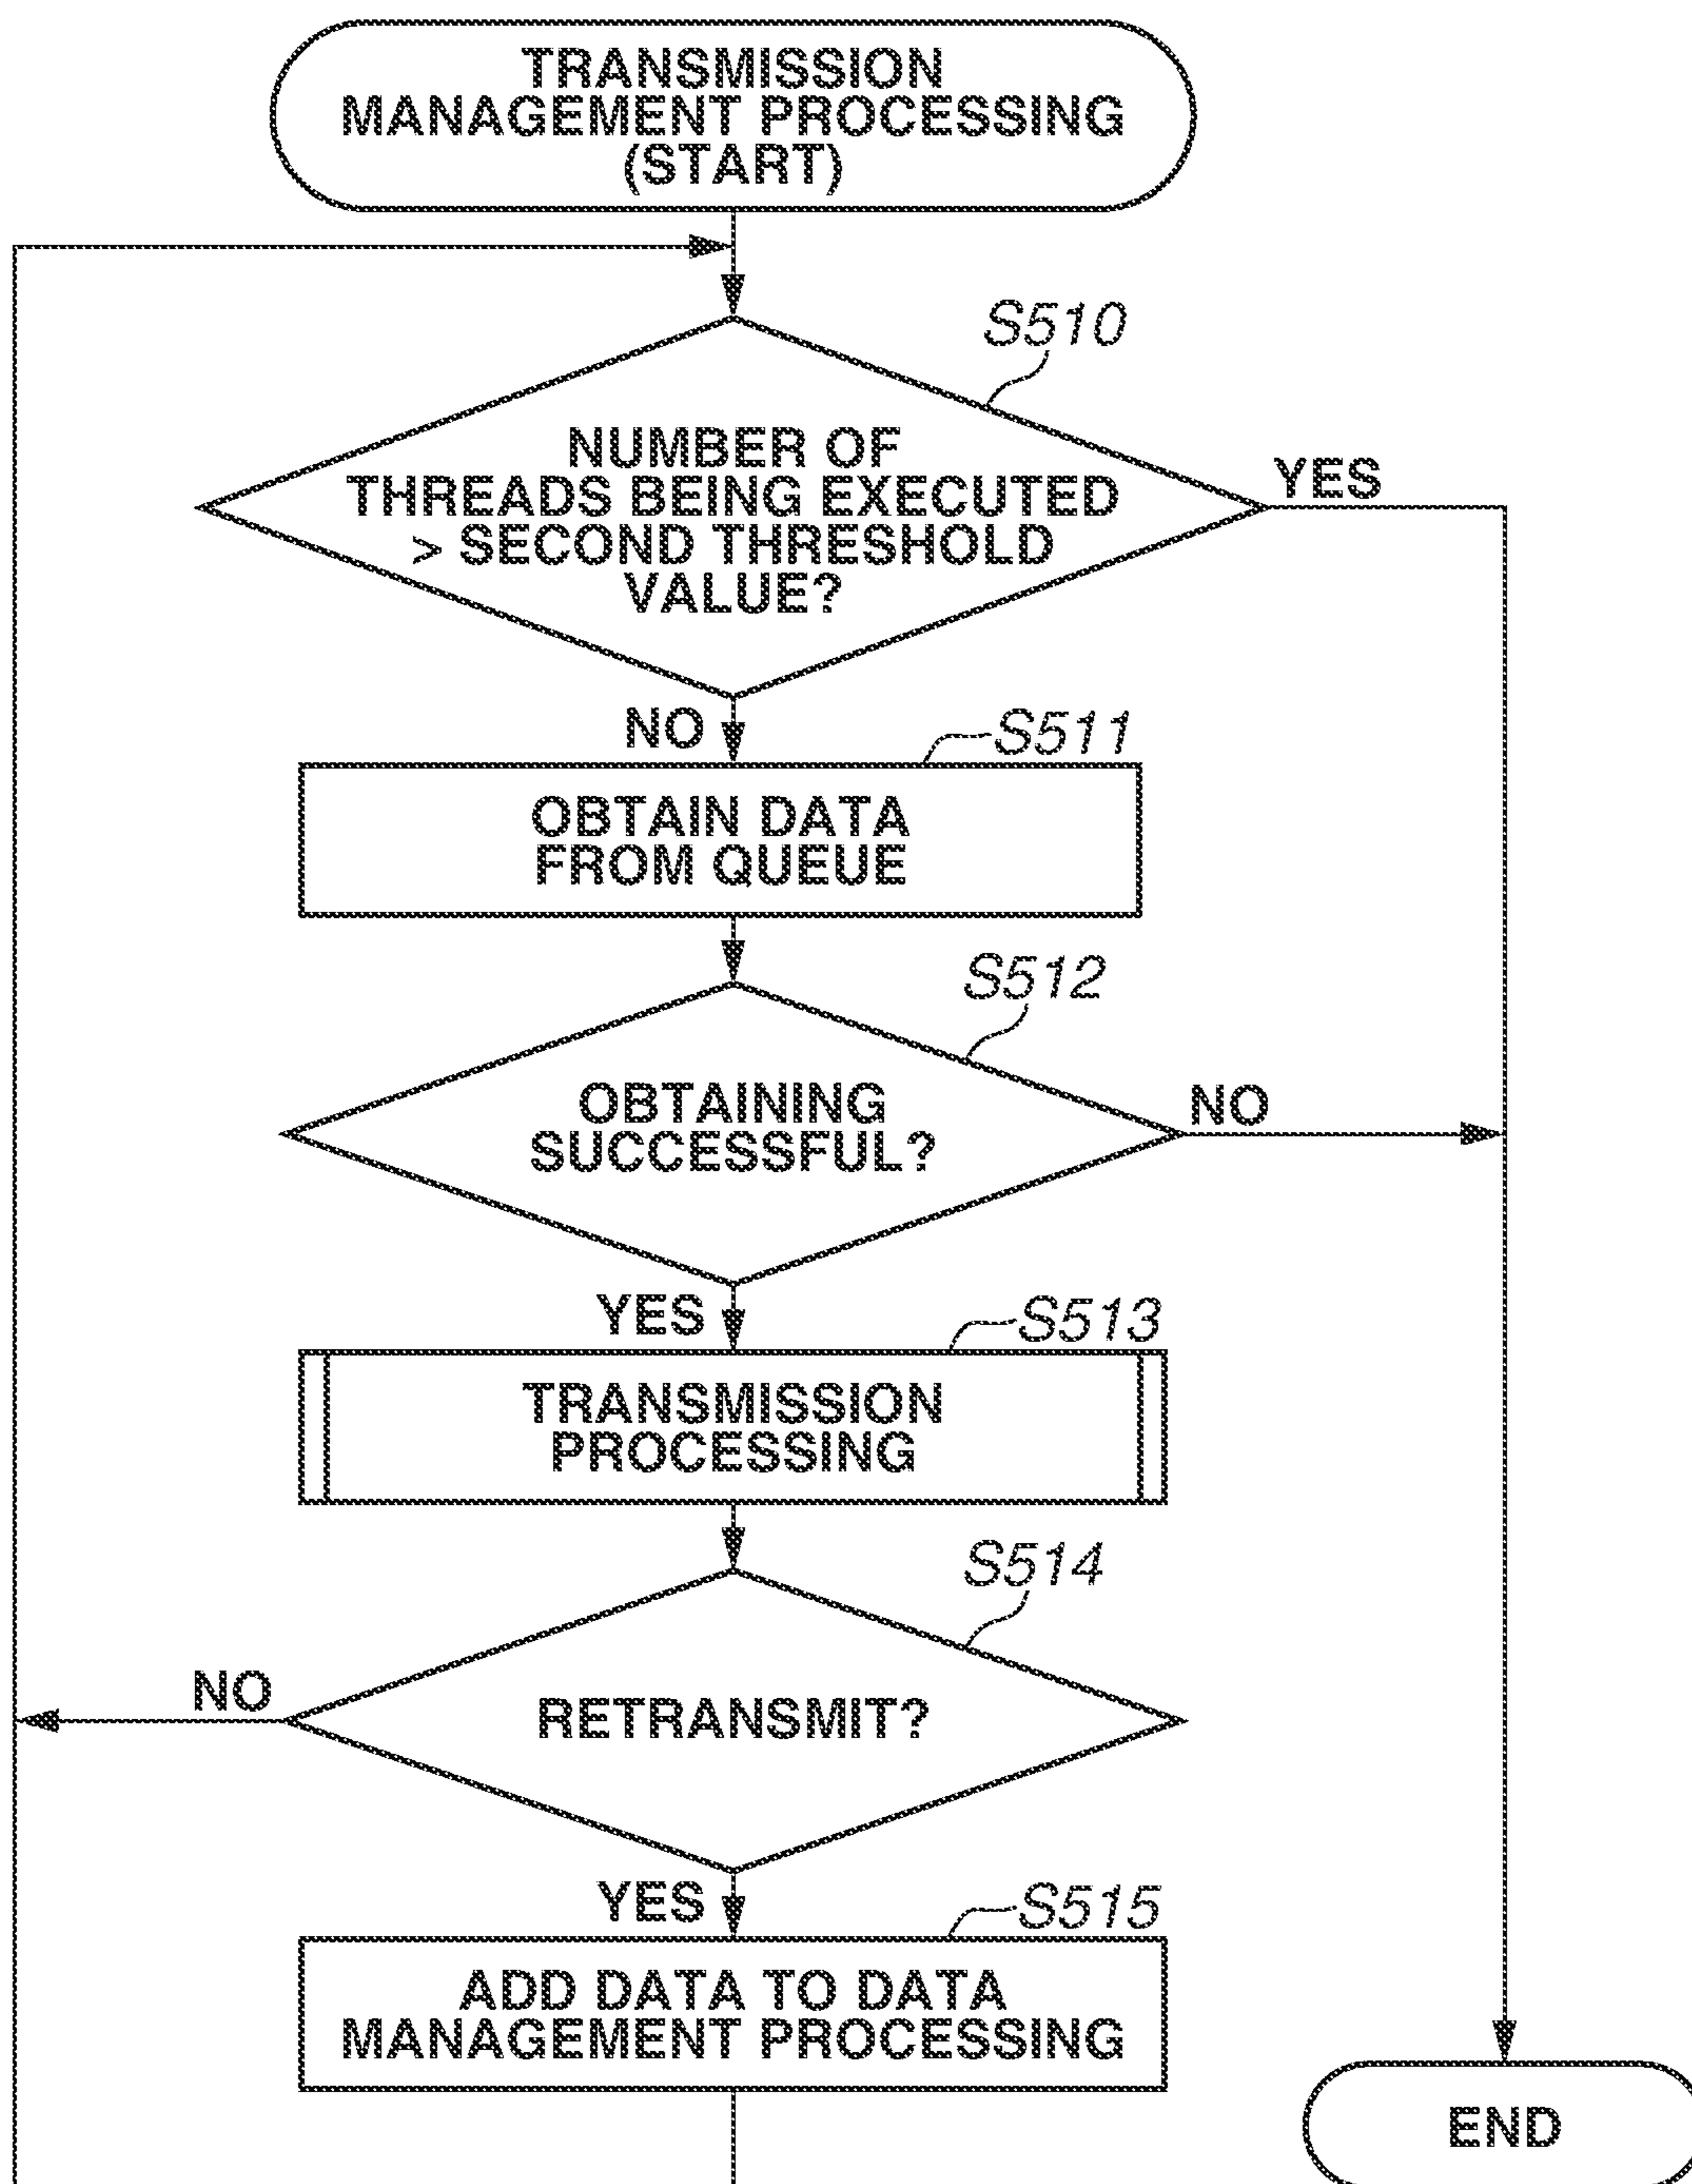 TRANSMISSION
MANAGEMENT PROCESSING
(START)
S510
NUMBER OF
THREADS BEING EXECUTED
> SECOND THRESHOLD
VALUE?
YES
NO
S511
OBTAIN DATA
FROM QUEUE
S512
OBTAINING
SUCCESSFUL?
NO
YES
S513
TRANSMISSION
PROCESSING
S514
NO
RETRANSMIT?
YES
S515
ADD DATA TO DATA
MANAGEMENT PROCESSING
END